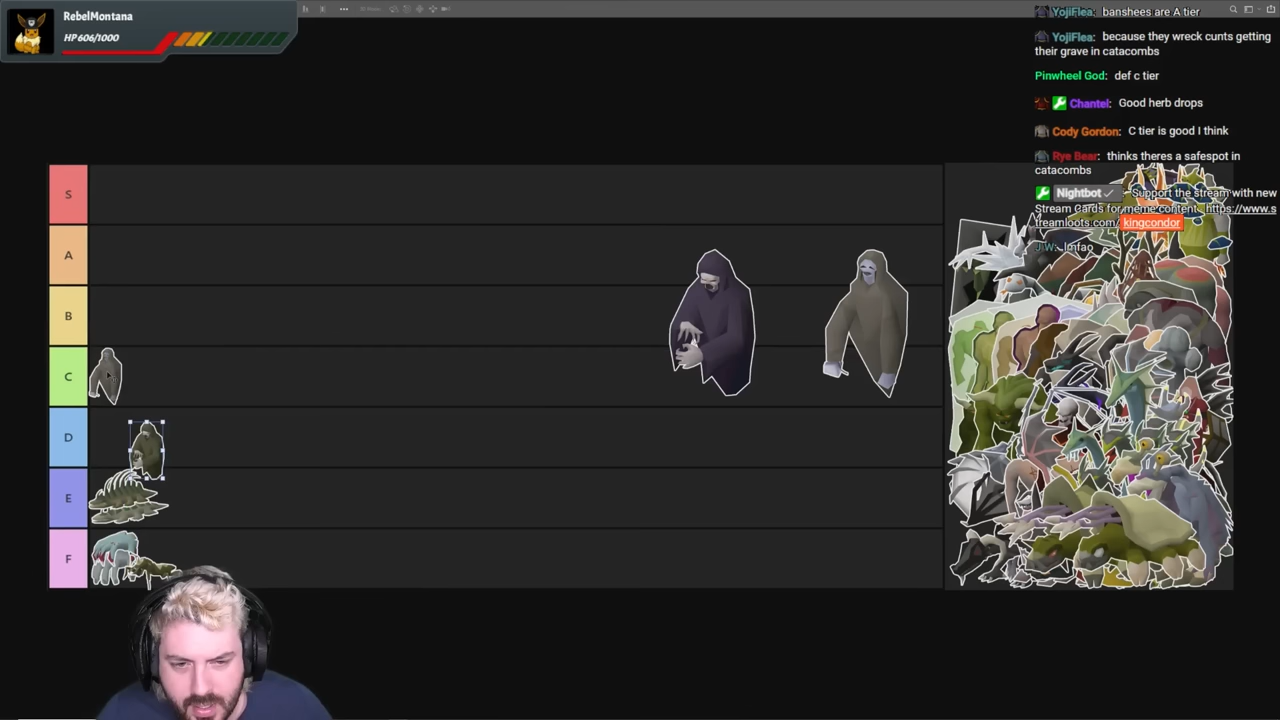 RebelMontana
HP 606/1000
YojiFlea: banshees are A tier
YojiFlea: because they wreck cunts getting
their grave in catacombs
Pinwheel God: def c tier
Chantel: Good herb drops
Cody Gordon: C tier is good I think
Rye Bear: thinks theres a safespot in
catacombs
Nightbot ✓ Support the stream with new
Stream Cards for meme content https://www.s
treamloots.com/kingcondor
J W: lmfao
S
A
B
C
D
E
F